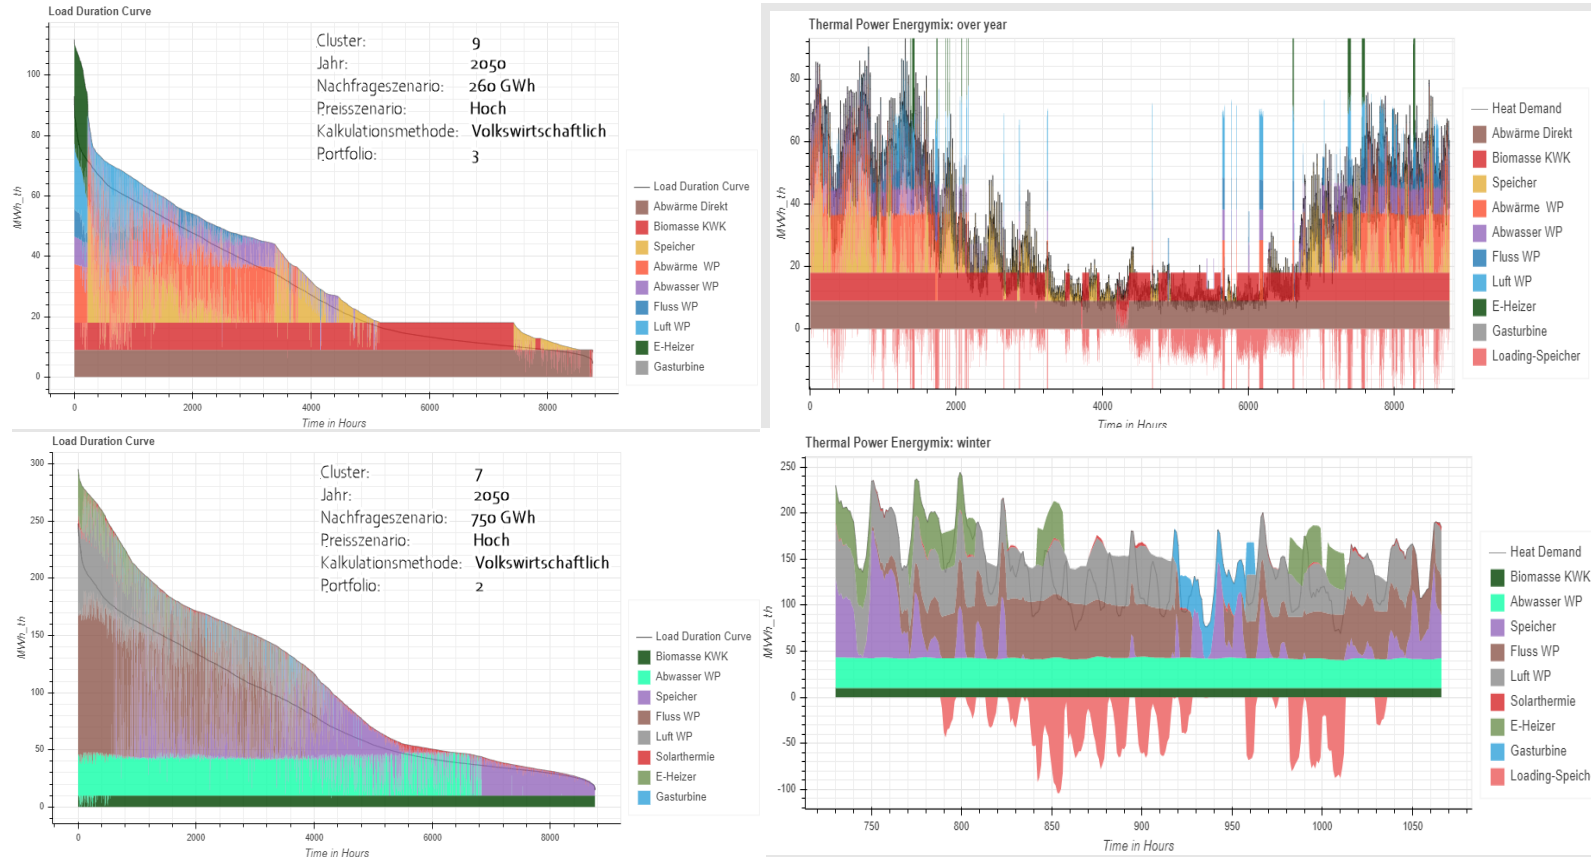 Load Duration Curve
Cluster: 9
Jahr: 2050
Nachfrageszenario: 260 GWh
Preisszenario: Hoch
Kalkulationsmethode: Volkswirtschaftlich
Portfolio: 3
100
80
60
40
20
0
MWh_th
0 2000 4000 6000 8000
Time in Hours
Load Duration Curve
Abwärme Direkt
Biomasse KWK
Speicher
Abwärme WP
Abwasser WP
Fluss WP
Luft WP
E-Heizer
Gasturbine
Thermal Power Energymix: over year
80
60
40
20
0
MWh_th
0 2000 4000 6000 8000
Time in Hours
Heat Demand
Abwärme Direkt
Biomasse KWK
Speicher
Abwärme WP
Abwasser WP
Fluss WP
Luft WP
E-Heizer
Gasturbine
Loading-Speicher
Load Duration Curve
Cluster: 7
Jahr: 2050
Nachfrageszenario: 750 GWh
Preisszenario: Hoch
Kalkulationsmethode: Volkswirtschaftlich
Portfolio: 2
300
250
200
150
100
50
0
MWh_th
0 2000 4000 6000 8000
Time in Hours
Load Duration Curve
Biomasse KWK
Abwasser WP
Speicher
Fluss WP
Luft WP
Solarthermie
E-Heizer
Gasturbine
Thermal Power Energymix: winter
250
200
150
100
50
0
-50
-100
MWh_th
750 800 850 900 950 1000 1050
Time in Hours
Heat Demand
Biomasse KWK
Abwasser WP
Speicher
Fluss WP
Luft WP
Solarthermie
E-Heizer
Gasturbine
Loading-Speich